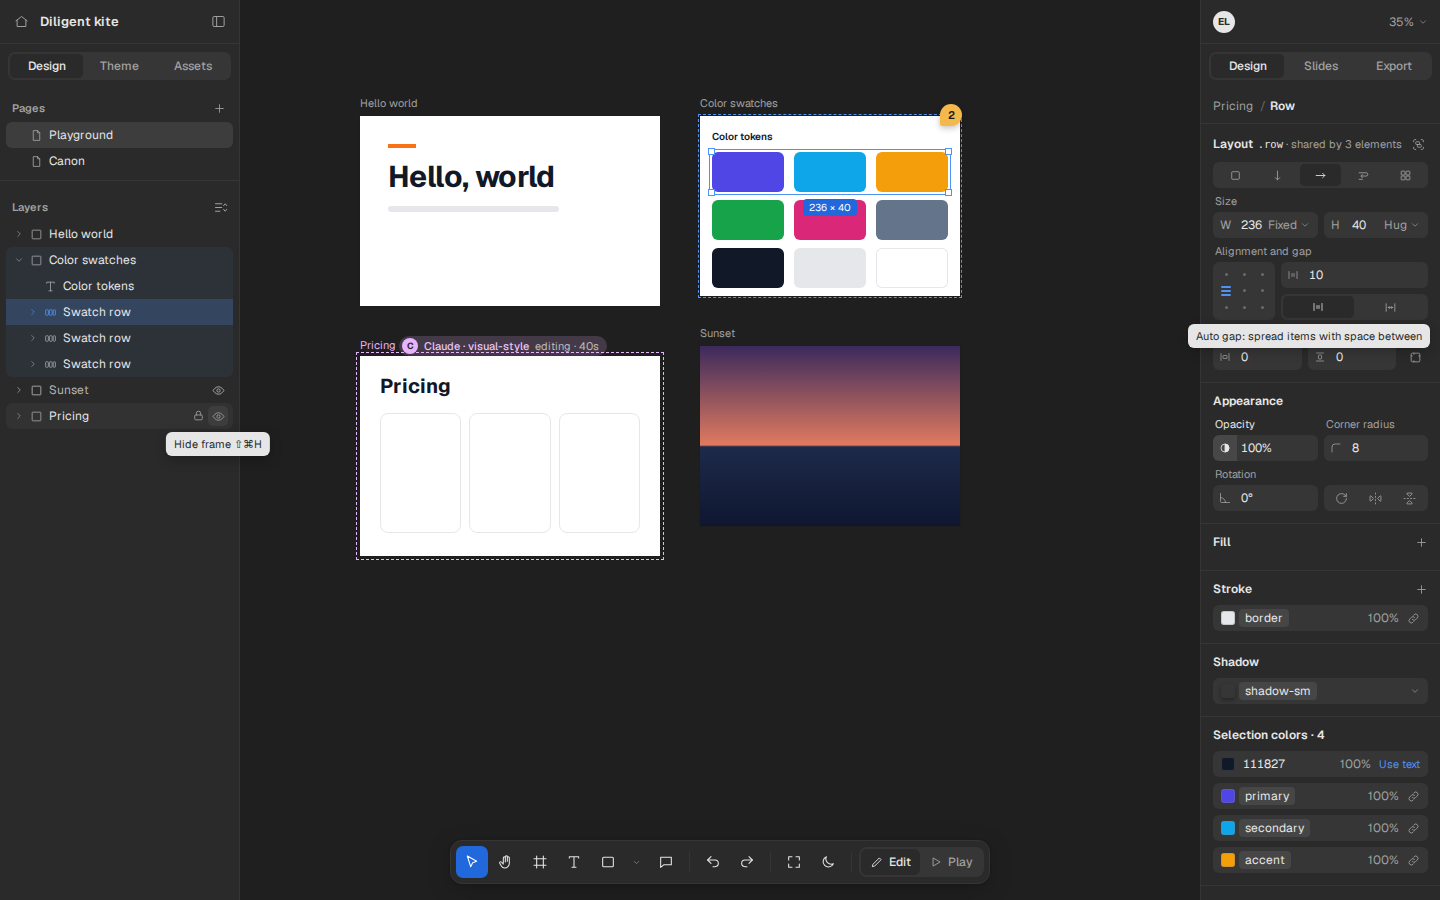 Diligent kite
Design
Theme
Assets
Pages
Playground
Canon
Layers
Hello world
Color swatches
Color tokens
Swatch row
Swatch row
Swatch row
Sunset
Pricing
Hide frame ⇧⌘H
Hello world
Hello, world
Color swatches
2
Color tokens
236 × 40
Pricing
C
Claude · visual-style editing · 40s
Pricing
Sunset
Edit
Play
EL
35%
Design
Slides
Export
Pricing / Row
Layout .row · shared by 3 elements
Size
W 236 Fixed
H 40 Hug
Alignment and gap
10
Auto gap: spread items with space between
0
0
Appearance
Opacity
Corner radius
100%
8
Rotation
0°
Fill
Stroke
border 100%
Shadow
shadow-sm
Selection colors · 4
111827 100% Use text
primary 100%
secondary 100%
accent 100%